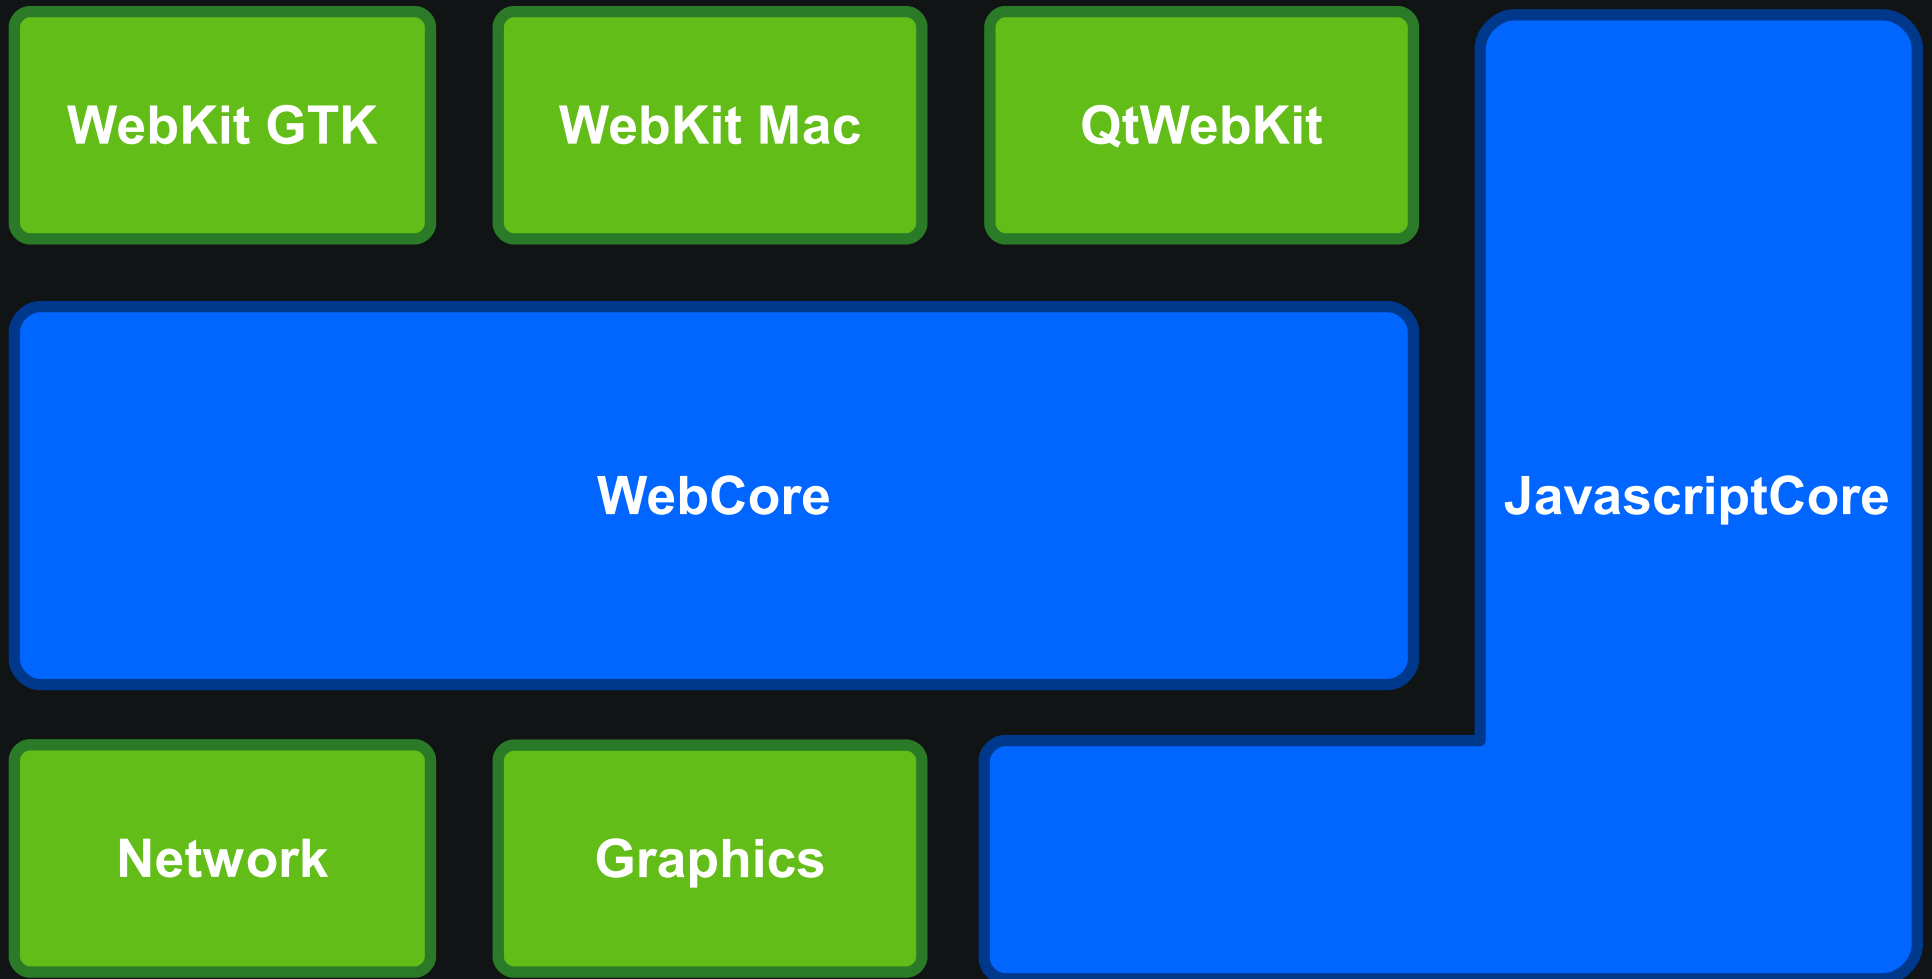 WebKit GTK
WebKit Mac
QtWebKit
WebCore
JavascriptCore
Network
Graphics